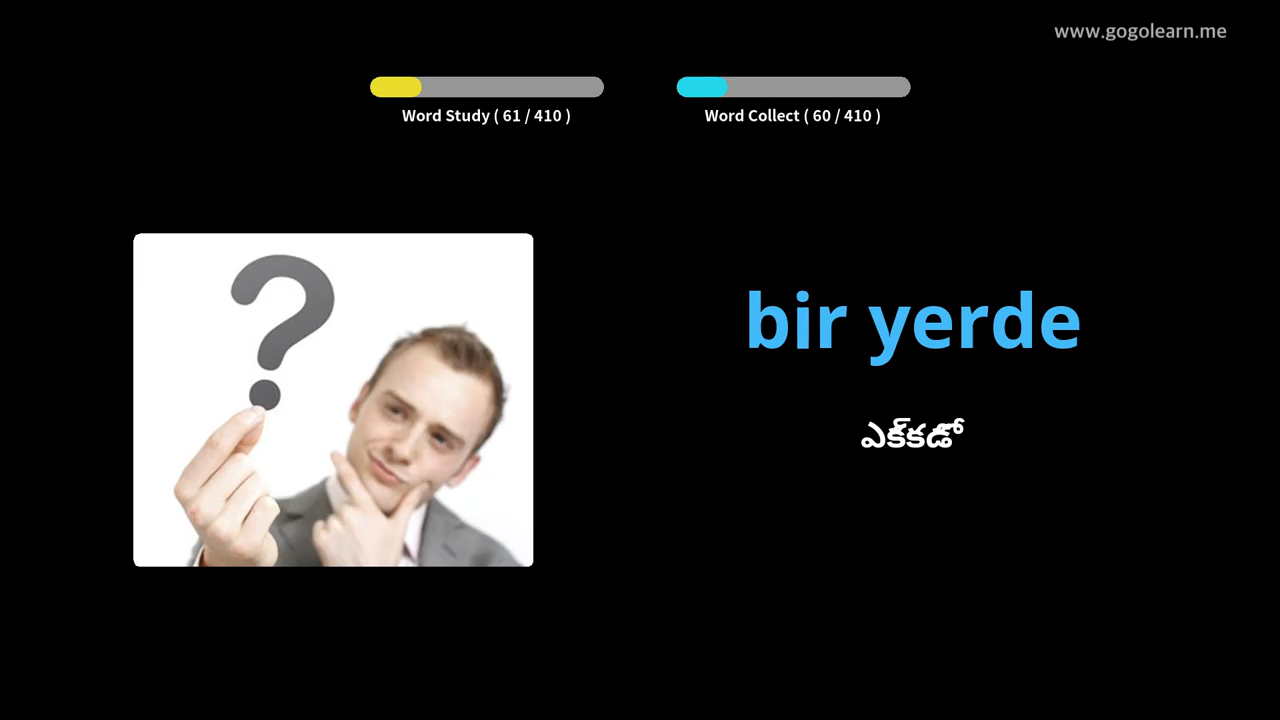 www.gogolearn.me
Word Study ( 61 / 410 )
Word Collect ( 60 / 410 )
bir yerde
ఎక్కడో